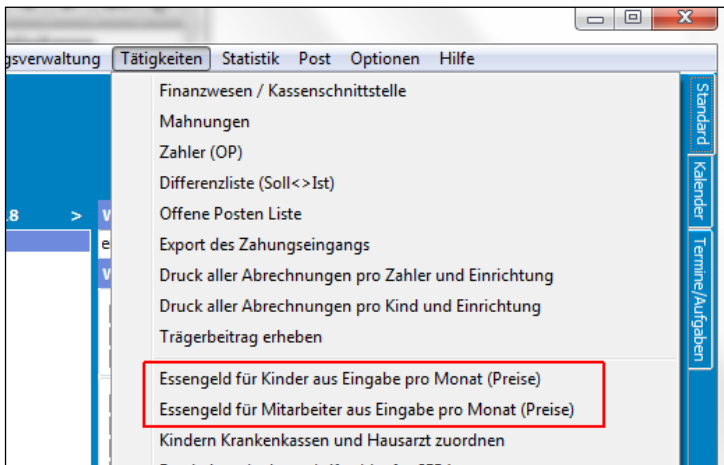 Tätigkeiten Statistik Post Optionen Hilfe
Finanzwesen / Kassenschnittstelle
Mahnungen
Zahler (OP)
Differenzliste (Soll<>Ist)
Offene Posten Liste
Export des Zahungseingangs
Druck aller Abrechnungen pro Zahler und Einrichtung
Druck aller Abrechnungen pro Kind und Einrichtung
Trägerbeitrag erheben
Essengeld für Kinder aus Eingabe pro Monat (Preise)
Essengeld für Mitarbeiter aus Eingabe pro Monat (Preise)
Kindern Krankenkassen und Hausarzt zuordnen
Standard
Kalender
Termine/Aufgaben